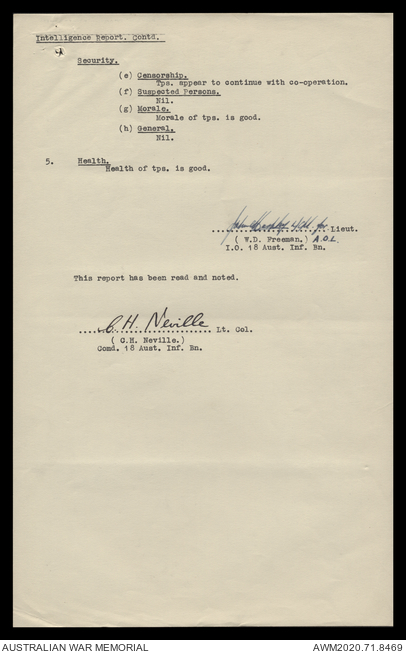 Intelligence Report. Contd.
Security.
(e) Censorship.
Tps. appear to continue with co-operation.
(f) Suspected Persons.
Nil.
(g) Morale.
Morale of tps. is good.
(h) General.
Nil.
5. Health.
Health of tps. is good.
Lieut.
( W.D. Freeman.) A.O.L.
I.O. 18 Aust. Inf. Bn.
This report has been read and noted.
C.H. Neville Lt. Col.
( C.H. Neville.)
Comd. 18 Aust. Inf. Bn.
AUSTRALIAN WAR MEMORIAL
AWM2020.71.8469